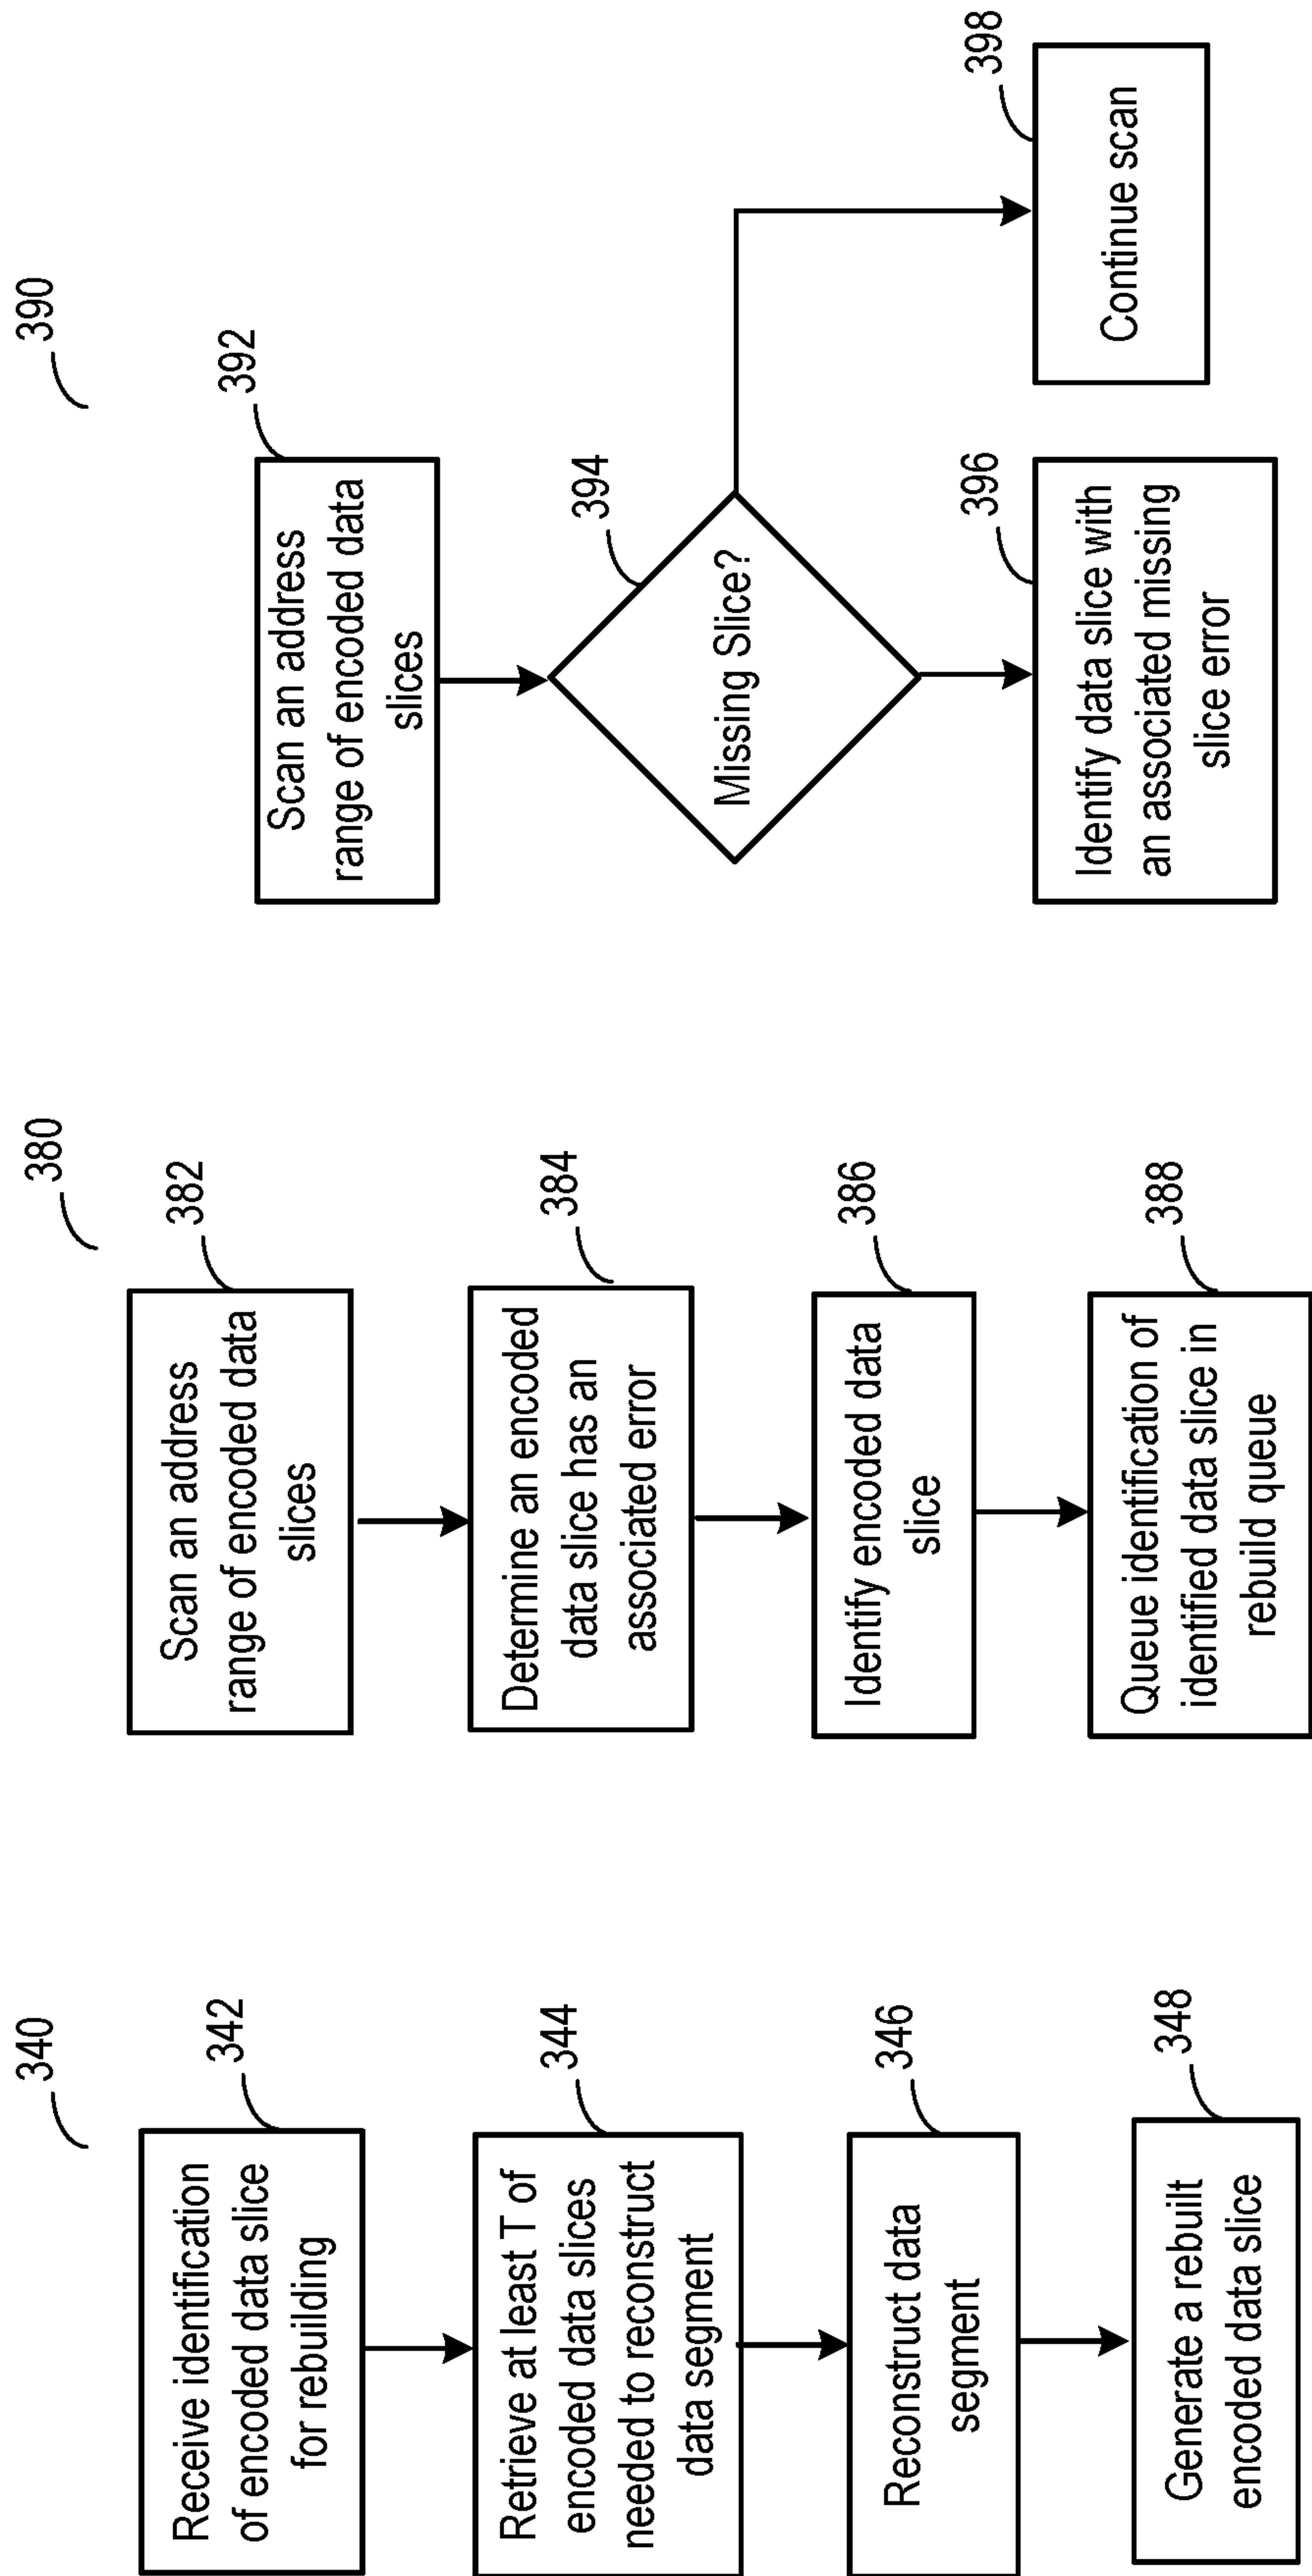 340
342
Receive identification
of encoded data slice
for rebuilding
344
Retrieve at least T of
encoded data slices
needed to reconstruct
data segment
346
Reconstruct data
segment
348
Generate a rebuilt
encoded data slice
380
382
Scan an address
range of encoded data
slices
384
Determine an encoded
data slice has an
associated error
386
Identify encoded data
slice
388
Queue identification of
identified data slice in
rebuild queue
390
392
Scan an address
range of encoded data
slices
394
Missing Slice?
396
Identify data slice with
an associated missing
slice error
398
Continue scan